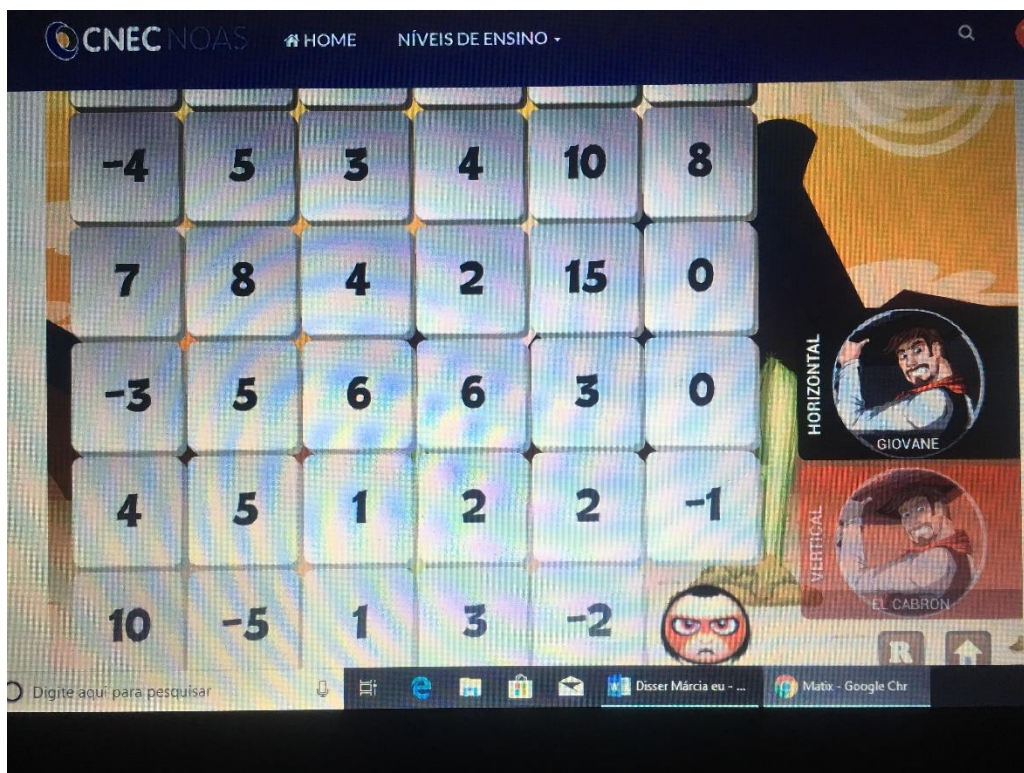 CNEC NOAS HOME NÍVEIS DE ENSINO
-4 5 3 4 10 8
7 8 4 2 15 0
-3 5 6 6 3 0
HORIZONTAL
GIOVANE
4 5 1 2 2 -1
VERTICAL
EL CABRON
10 -5 1 3 -2
R
Digite aqui para pesquisar
Disser Márcia eu - ...
Matix - Google Chr